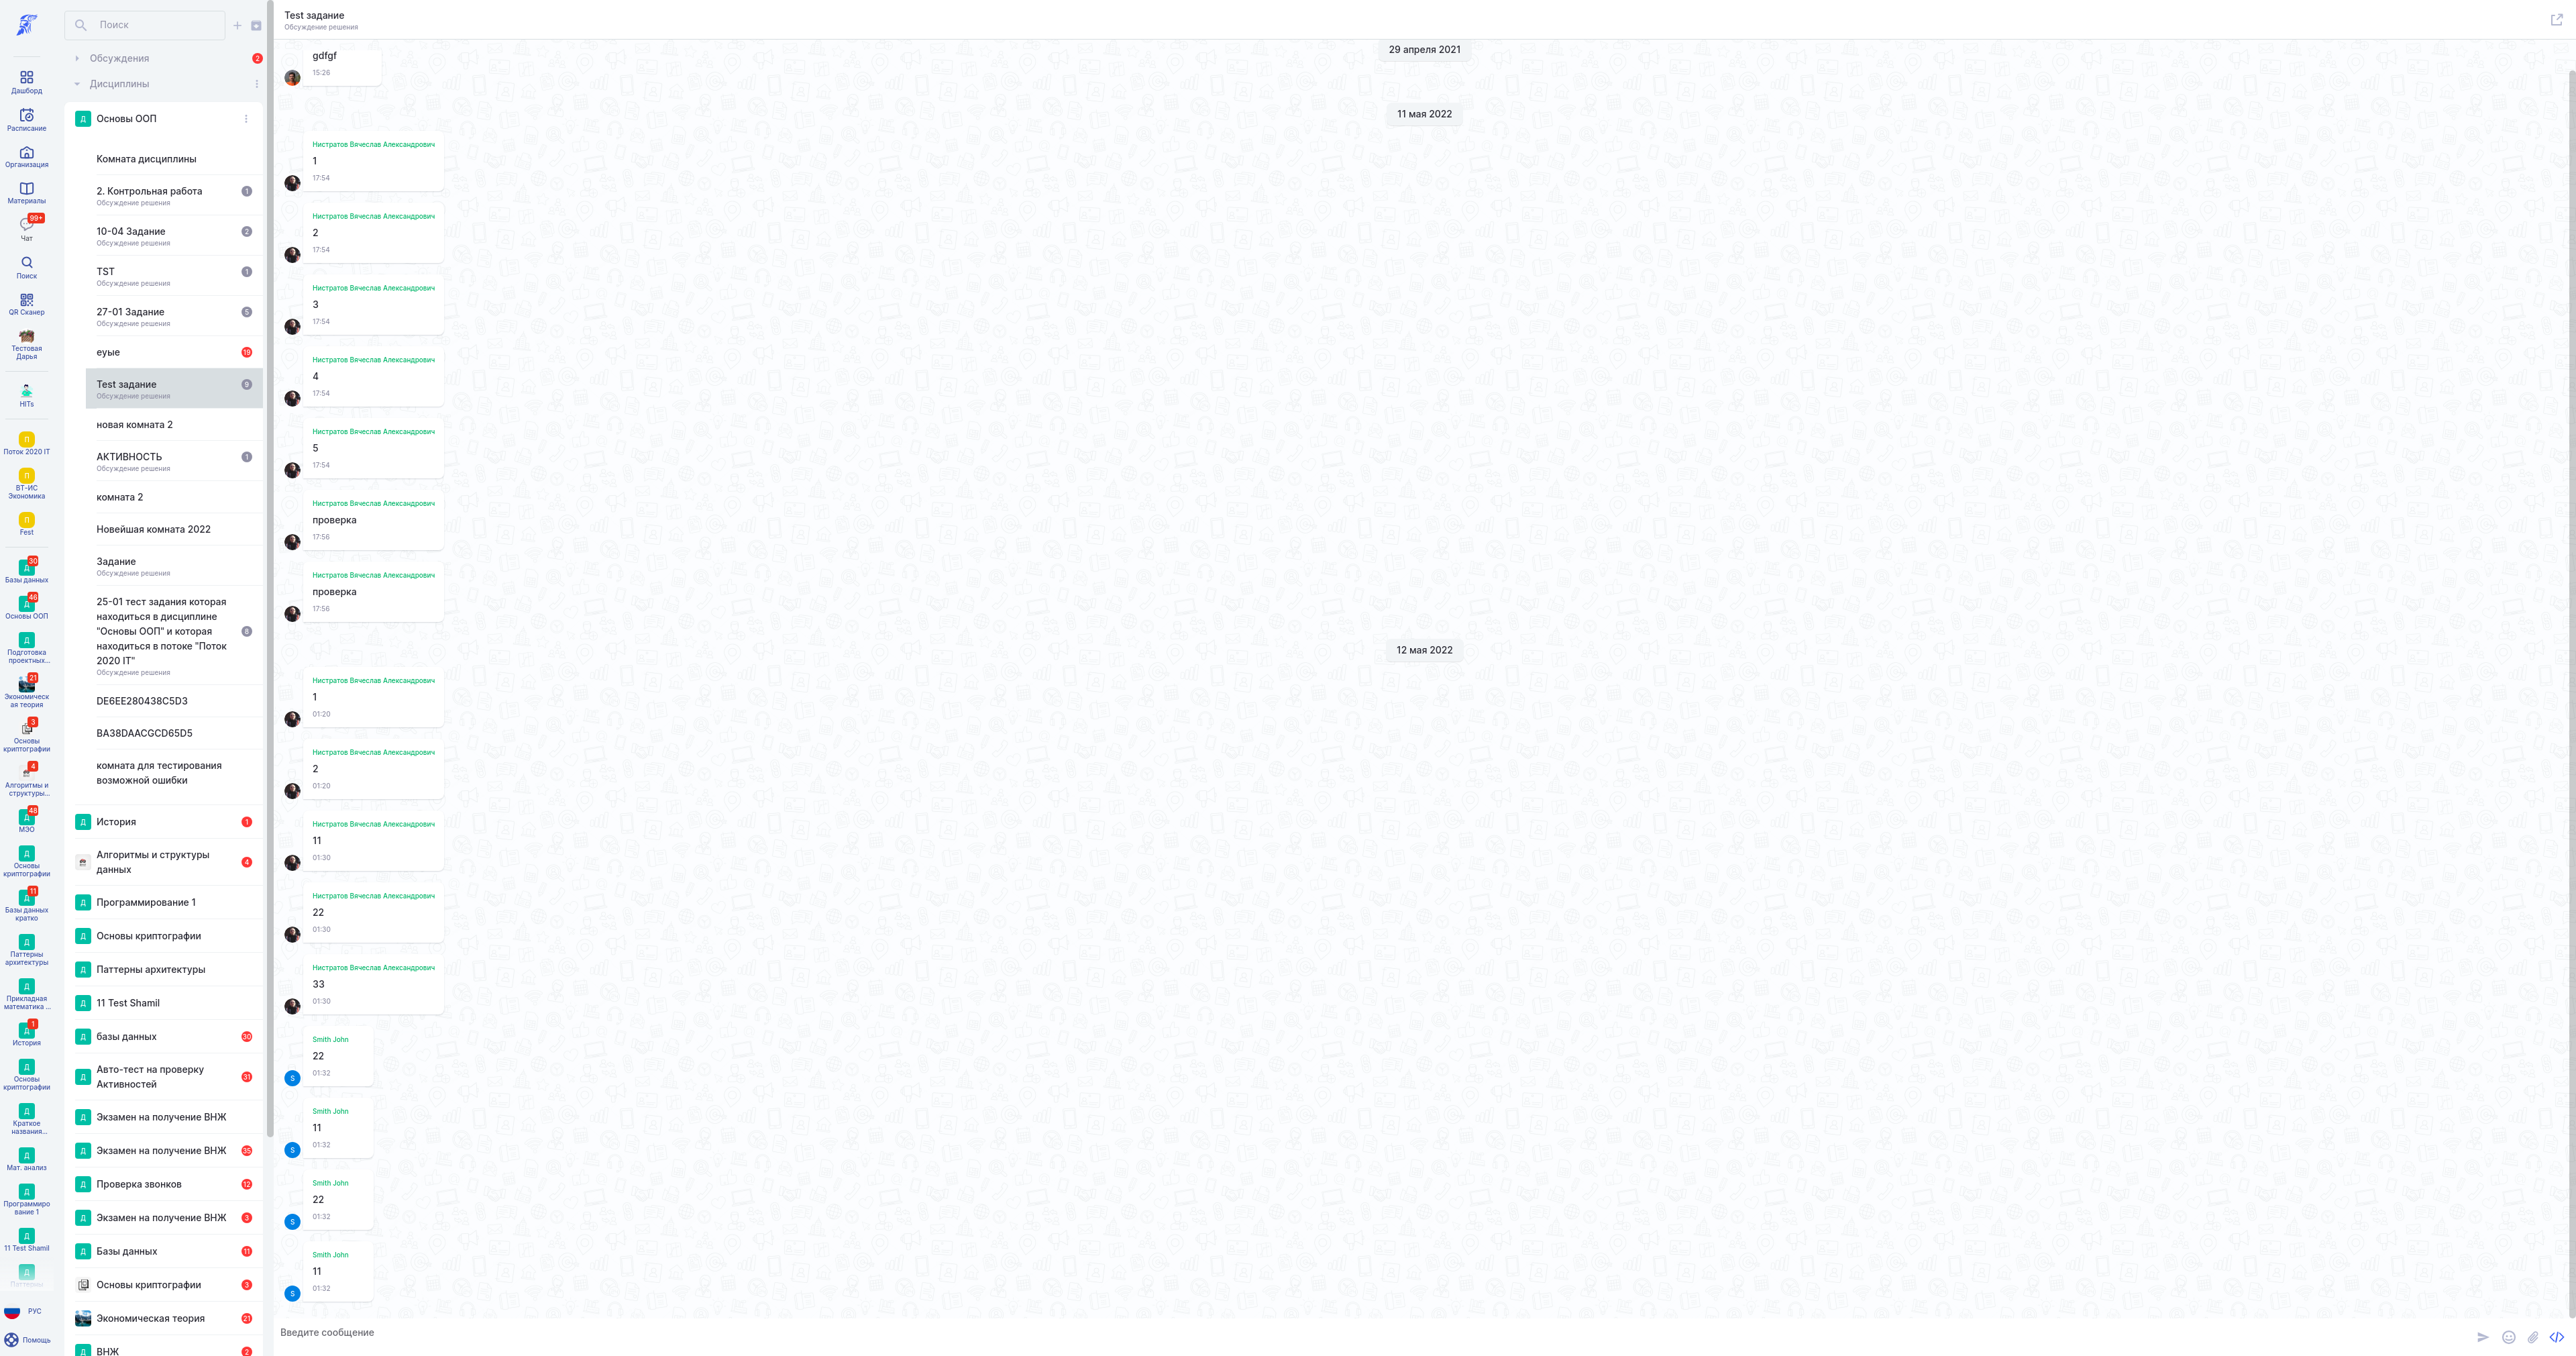 Дашборд
Расписание
Организация
Материалы
99+
Чат
Поиск
QR Сканер
Тестовая
Дарья
HITs
П
Поток 2020 IT
П
ВТ-ИС
Экономика
П
Fest
30
Д
Базы данных
46
Д
Основы ООП
Д
Подготовка
проектных...
21
Экономическ
ая теория
3
Основы
криптографии
4
Алгоритмы и
структуры...
48
Д
МЭО
Д
Основы
криптографии
11
Д
Базы данных
кратко
Д
Паттерны
архитектуры
Д
Прикладная
математика ...
1
Д
История
Д
Основы
криптографии
Д
Краткое
названия...
Д
Мат. анализ
Д
Программиро
вание 1
Д
11 Test Shamil
Д
Паттерны
РУС
Помощь
Поиск
Обсуждения
2
Дисциплины
Д
Основы ООП
Комната дисциплины
2. Контрольная работа
1
Обсуждение решения
10-04 Задание
2
Обсуждение решения
TST
1
Обсуждение решения
27-01 Задание
5
Обсуждение решения
еуые
19
Test задание
9
Обсуждение решения
новая комната 2
АКТИВНОСТЬ
1
Обсуждение решения
комната 2
Новейшая комната 2022
Задание
Обсуждение решения
25-01 тест задания которая
находиться в дисциплине
"Основы ООП" и которая
8
находиться в потоке "Поток
2020 IT"
Обсуждение решения
DE6EE280438C5D3
BA38DAACGCD65D5
комната для тестирования
возможной ошибки
Д
История
1
Алгоритмы и структуры
данных
4
Д
Программирование 1
Д
Основы криптографии
Д
Паттерны архитектуры
Д
11 Test Shamil
Д
базы данных
30
Д
Авто-тест на проверку
Активностей
31
Д
Экзамен на получение ВНЖ
Д
Экзамен на получение ВНЖ
35
Д
Проверка звонков
12
Д
Экзамен на получение ВНЖ
3
Д
Базы данных
11
Основы криптографии
3
Экономическая теория
21
Д
ВНЖ
2
Test задание
Обсуждение решения
29 апреля 2021
gdfgf
15:26
11 мая 2022
Нистратов Вячеслав Александрович
1
17:54
Нистратов Вячеслав Александрович
2
17:54
Нистратов Вячеслав Александрович
3
17:54
Нистратов Вячеслав Александрович
4
17:54
Нистратов Вячеслав Александрович
5
17:54
Нистратов Вячеслав Александрович
проверка
17:56
Нистратов Вячеслав Александрович
проверка
17:56
12 мая 2022
Нистратов Вячеслав Александрович
1
01:20
Нистратов Вячеслав Александрович
2
01:20
Нистратов Вячеслав Александрович
11
01:30
Нистратов Вячеслав Александрович
22
01:30
Нистратов Вячеслав Александрович
33
01:30
Smith John
22
01:32
S
Smith John
11
01:32
S
Smith John
22
01:32
S
Smith John
11
01:32
S
Введите сообщение